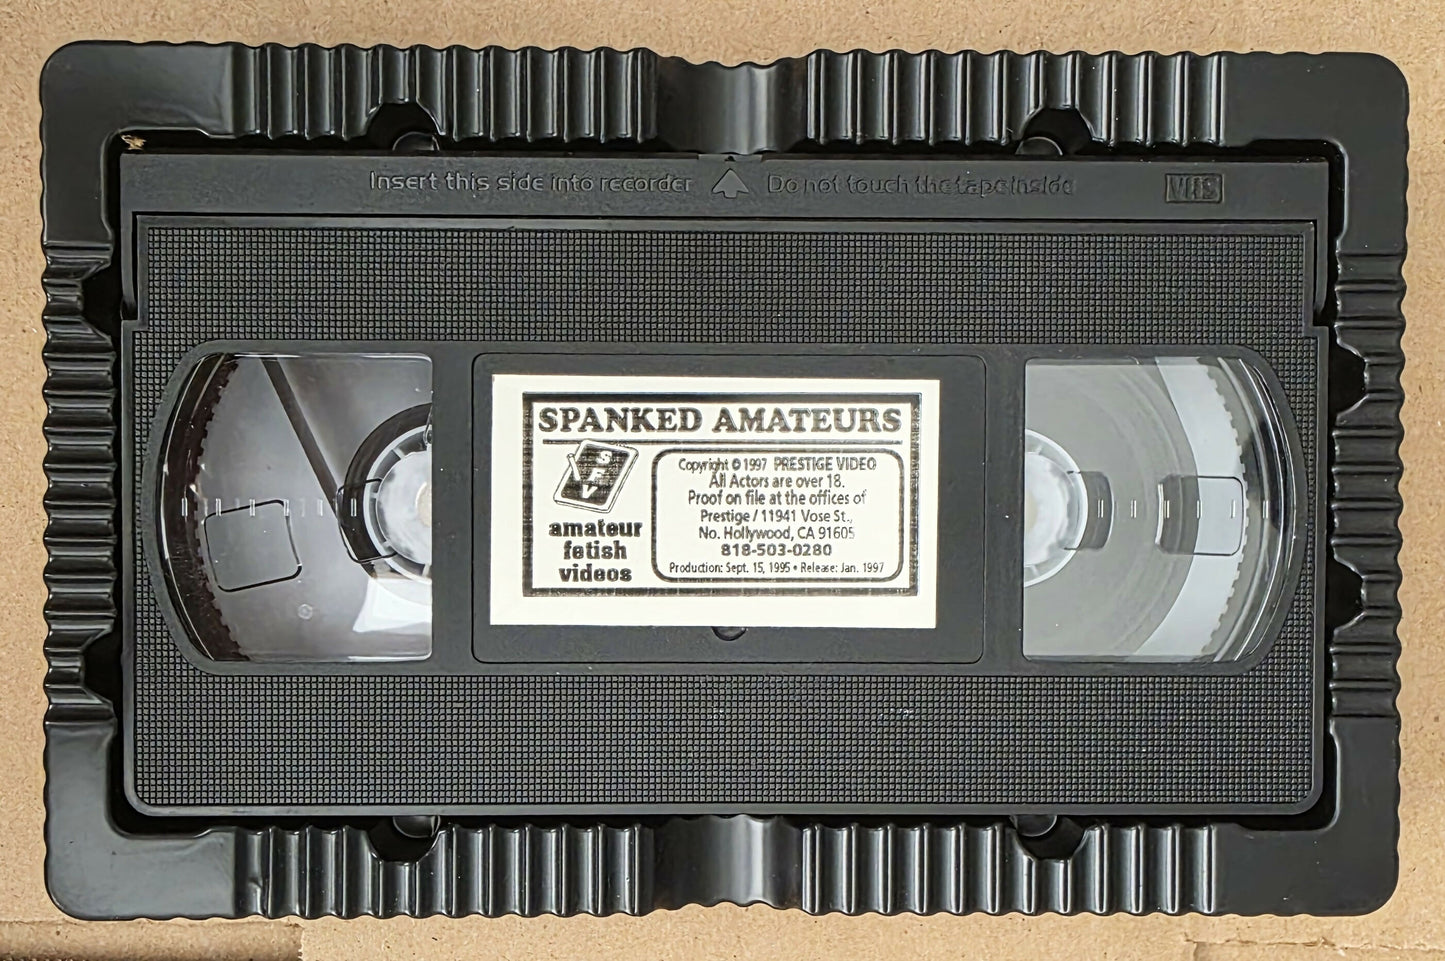 Insert this side into recorder Do not touch the tape inside VHS
SPANKED AMATEURS
SFV
amateur
fetish
videos
Copyright © 1997 PRESTIGE VIDEO
All Actors are over 18.
Proof on file at the offices of
Prestige / 11941 Vose St.,
No. Hollywood, CA 91605
818-503-0280
Production: Sept. 15, 1995 • Release: Jan. 1997